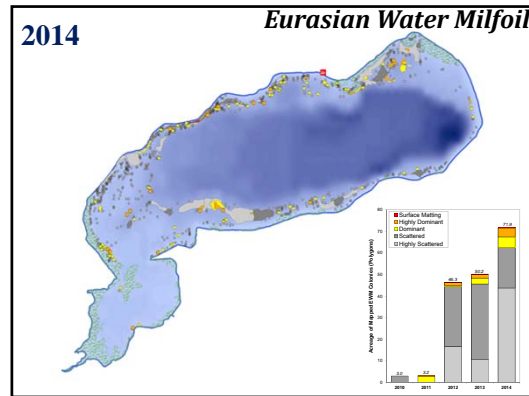 2014
Eurasian Water Milfoil
Acreage of Mapped EWM Colonies (Polygons)
80
70
60
50
40
30
20
10
0
Surface Matting
Highly Dominant
Dominant
Scattered
Highly Scattered
3.0
3.2
46.3
50.2
71.8
2010
2011
2012
2013
2014